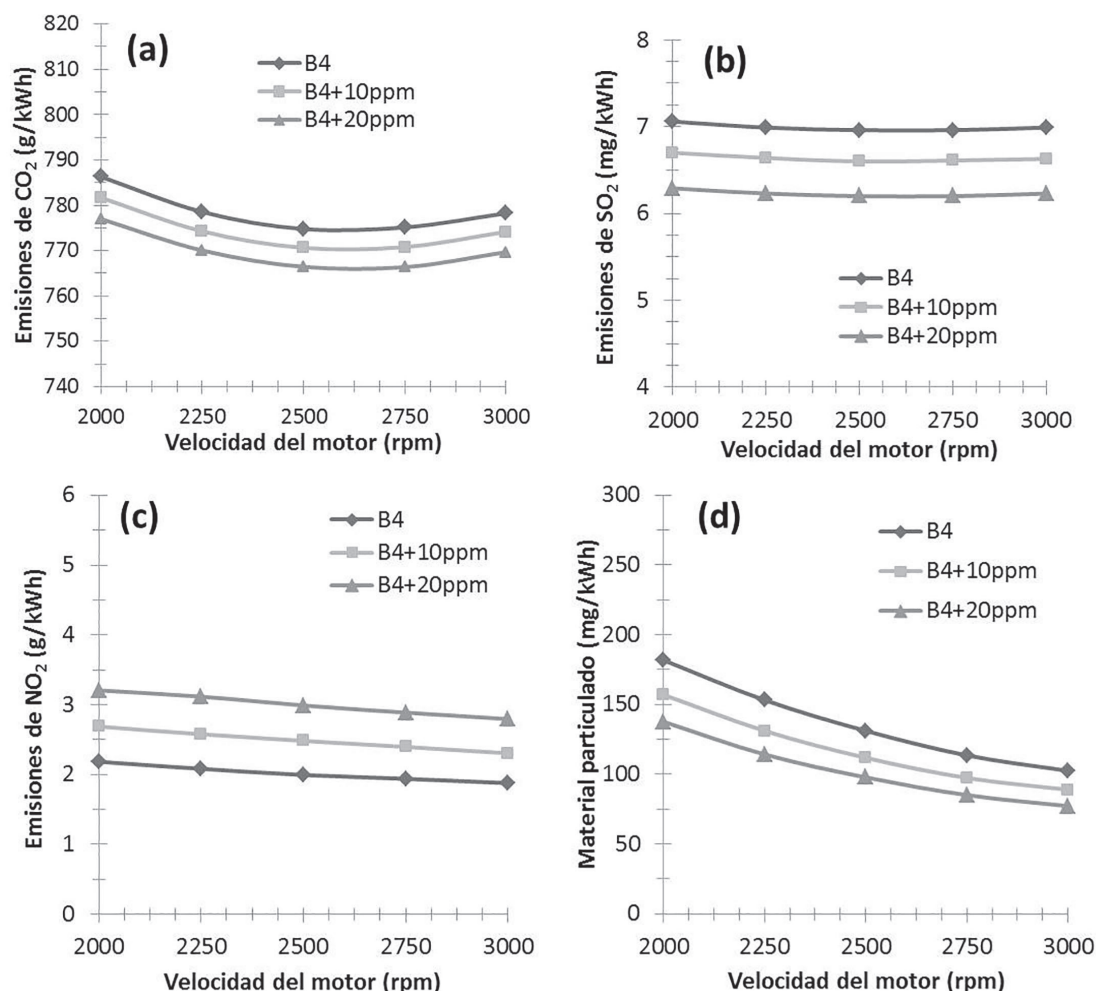 (a)
Emisiones de CO₂ (g/kWh)
820
810
800
790
780
770
760
750
740
B4
B4+10ppm
B4+20ppm
2000 2250 2500 2750 3000
Velocidad del motor (rpm)
(b)
Emisiones de SO₂ (mg/kWh)
8
7
6
5
4
B4
B4+10ppm
B4+20ppm
2000 2250 2500 2750 3000
Velocidad del motor (rpm)
(c)
Emisiones de NO₂ (g/kWh)
6
5
4
3
2
1
0
B4
B4+10ppm
B4+20ppm
2000 2250 2500 2750 3000
Velocidad del motor (rpm)
(d)
Material particulado (mg/kWh)
300
250
200
150
100
50
0
B4
B4+10ppm
B4+20ppm
2000 2250 2500 2750 3000
Velocidad del motor (rpm)